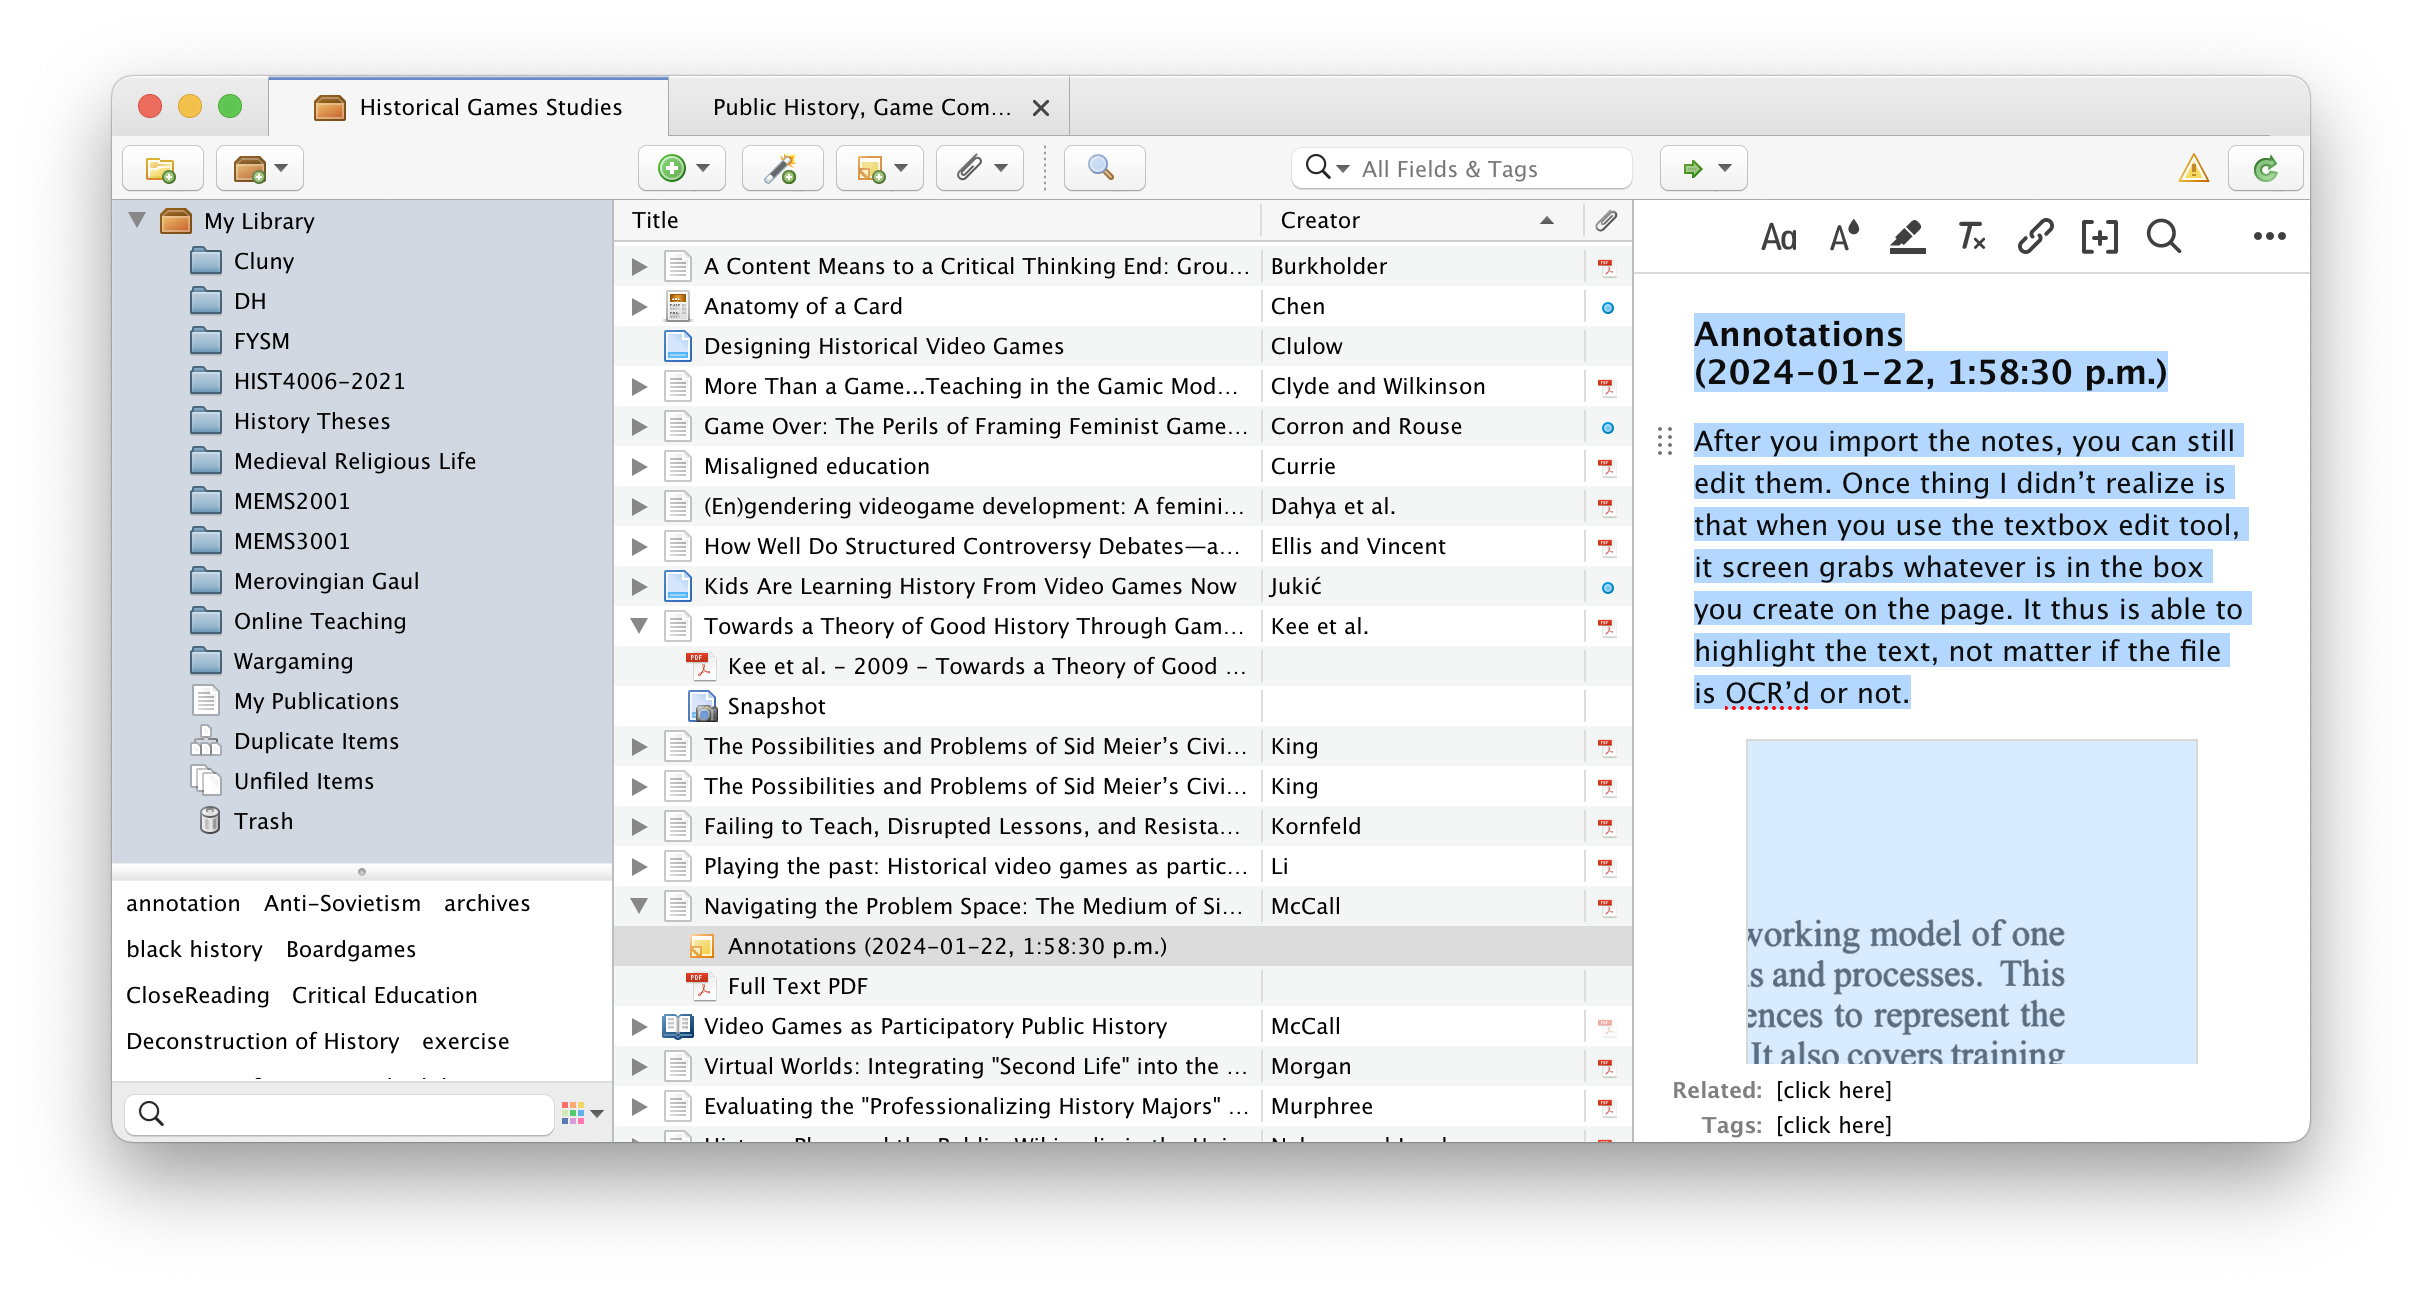 Historical Games Studies
Public History, Game Com...
All Fields & Tags
My Library
Cluny
DH
FYSM
HIST4006-2021
History Theses
Medieval Religious Life
MEMS2001
MEMS3001
Merovingian Gaul
Online Teaching
Wargaming
My Publications
Duplicate Items
Unfiled Items
Trash
annotation Anti-Sovietism archives
black history Boardgames
CloseReading Critical Education
Deconstruction of History exercise
Title Creator
A Content Means to a Critical Thinking End: Grou... Burkholder
Anatomy of a Card Chen
Designing Historical Video Games Clulow
More Than a Game...Teaching in the Gamic Mod... Clyde and Wilkinson
Game Over: The Perils of Framing Feminist Game... Corron and Rouse
Misaligned education Currie
(En)gendering videogame development: A femini... Dahya et al.
How Well Do Structured Controversy Debates—a... Ellis and Vincent
Kids Are Learning History From Video Games Now Jukić
Towards a Theory of Good History Through Gam... Kee et al.
Kee et al. - 2009 - Towards a Theory of Good ...
Snapshot
The Possibilities and Problems of Sid Meier's Civi... King
The Possibilities and Problems of Sid Meier's Civi... King
Failing to Teach, Disrupted Lessons, and Resista... Kornfeld
Playing the past: Historical video games as partic... Li
Navigating the Problem Space: The Medium of Si... McCall
Annotations (2024-01-22, 1:58:30 p.m.)
Full Text PDF
Video Games as Participatory Public History McCall
Virtual Worlds: Integrating "Second Life" into the ... Morgan
Evaluating the "Professionalizing History Majors" ... Murphree
Annotations
(2024-01-22, 1:58:30 p.m.)
After you import the notes, you can still
edit them. Once thing I didn't realize is
that when you use the textbox edit tool,
it screen grabs whatever is in the box
you create on the page. It thus is able to
highlight the text, not matter if the file
is OCR'd or not.
working model of one
s and processes. This
ences to represent the
It also covers training
Related: [click here]
Tags: [click here]